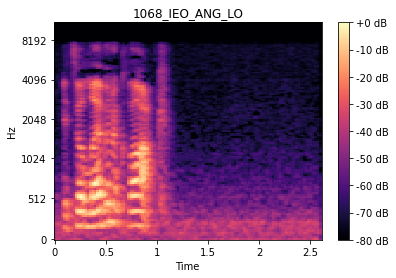 1068_IEO_ANG_LO
8192
4096
2048
1024
512
0
Hz
0
0.5
1
1.5
2
2.5
Time
+0 dB
-10 dB
-20 dB
-30 dB
-40 dB
-50 dB
-60 dB
-70 dB
-80 dB